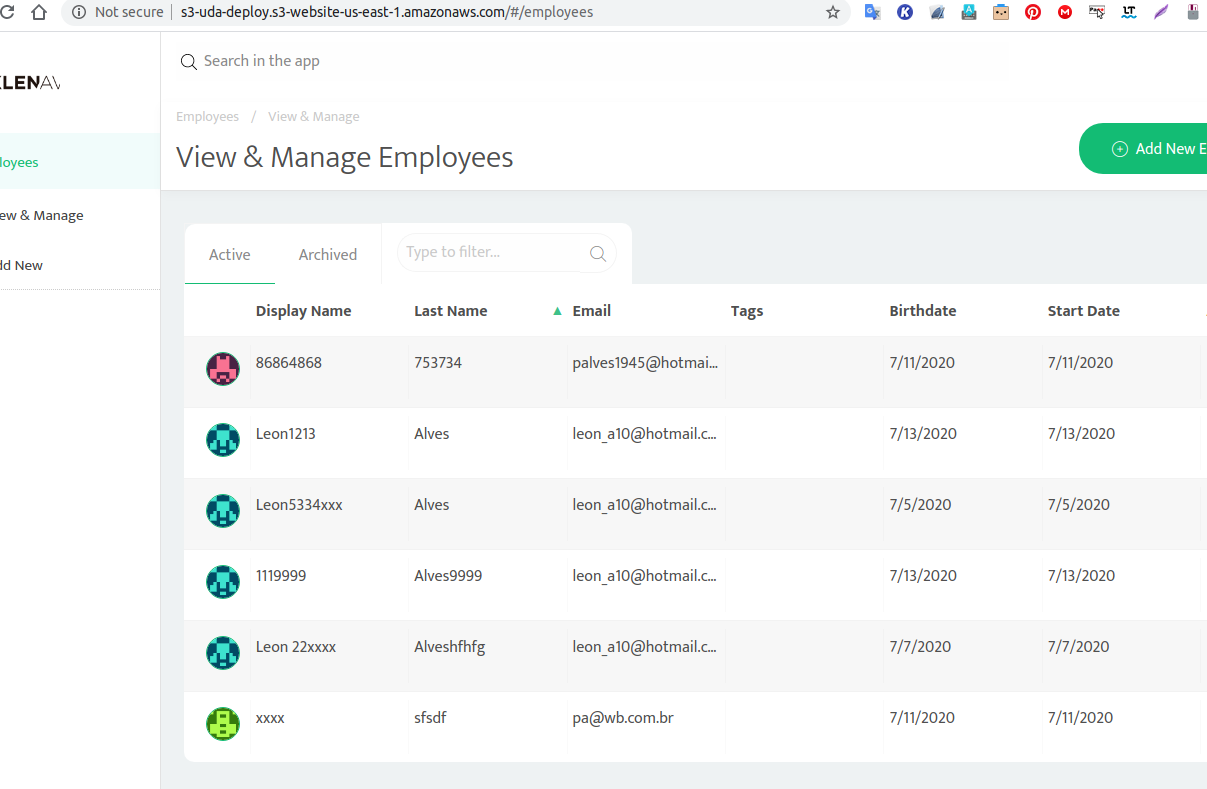 Not secure | s3-uda-deploy.s3-website-us-east-1.amazonaws.com/#/employees
Search in the app
Employees / View & Manage
View & Manage Employees
Add New E
loyees
ew & Manage
dd New
Active Archived Type to filter...
Display Name Last Name ▲ Email Tags Birthdate Start Date
86864868 753734 palves1945@hotmai... 7/11/2020 7/11/2020
Leon1213 Alves leon_a10@hotmail.c... 7/13/2020 7/13/2020
Leon5334xxx Alves leon_a10@hotmail.c... 7/5/2020 7/5/2020
1119999 Alves9999 leon_a10@hotmail.c... 7/13/2020 7/13/2020
Leon 22xxxx Alveshfhfg leon_a10@hotmail.c... 7/7/2020 7/7/2020
xxxx sfsdf pa@wb.com.br 7/11/2020 7/11/2020